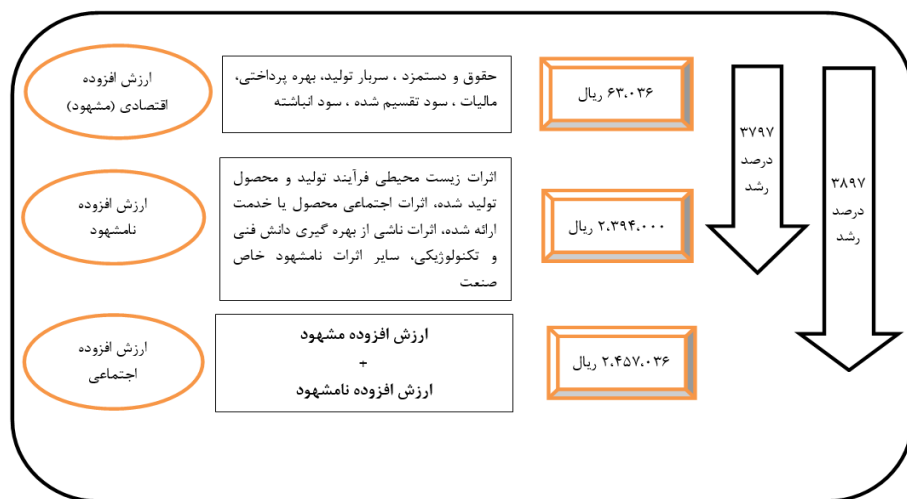 ارزش افزوده
اقتصادی (مشهود)
حقوق و دستمزد ، سربار تولید، بهره پرداختی،
مالیات ، سود تقسیم شده ، سود انباشته
۶۳،۰۳۶ ریال
۳۷۹۷
درصد
رشد
۳۸۹۷
درصد
رشد
ارزش افزوده
نامشهود
اثرات زیست محیطی فرآیند تولید و محصول
تولید شده، اثرات اجتماعی محصول یا خدمت
ارائه شده، اثرات ناشی از بهره گیری دانش فنی
و تکنولوژیکی، سایر اثرات نامشهود خاص
صنعت
۲،۳۹۴،۰۰۰ ریال
ارزش افزوده
اجتماعی
ارزش افزوده مشهود
+
ارزش افزوده نامشهود
۲،۴۵۷،۰۳۶ ریال